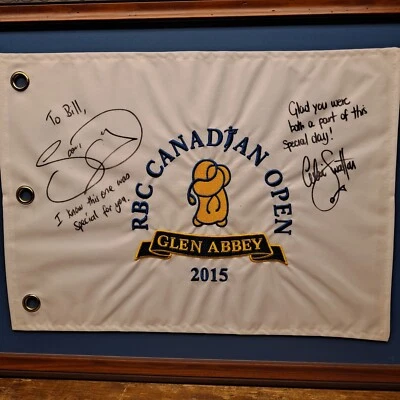 To Bill,
I know this one was
special for you.
Glad you were
both a part of this
special day!
RBC CANADIAN OPEN
GLEN ABBEY
2015